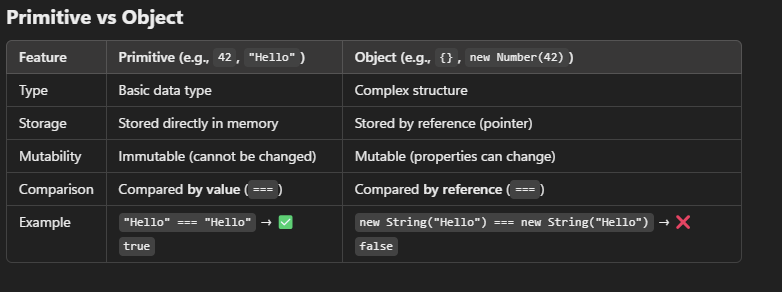 Primitive vs Object
Feature Primitive (e.g., 42 , "Hello" ) Object (e.g., {} , new Number(42) )
Type Basic data type Complex structure
Storage Stored directly in memory Stored by reference (pointer)
Mutability Immutable (cannot be changed) Mutable (properties can change)
Comparison Compared by value ( === ) Compared by reference ( === )
Example "Hello" === "Hello" → ✅ new String("Hello") === new String("Hello") → ❌
true false